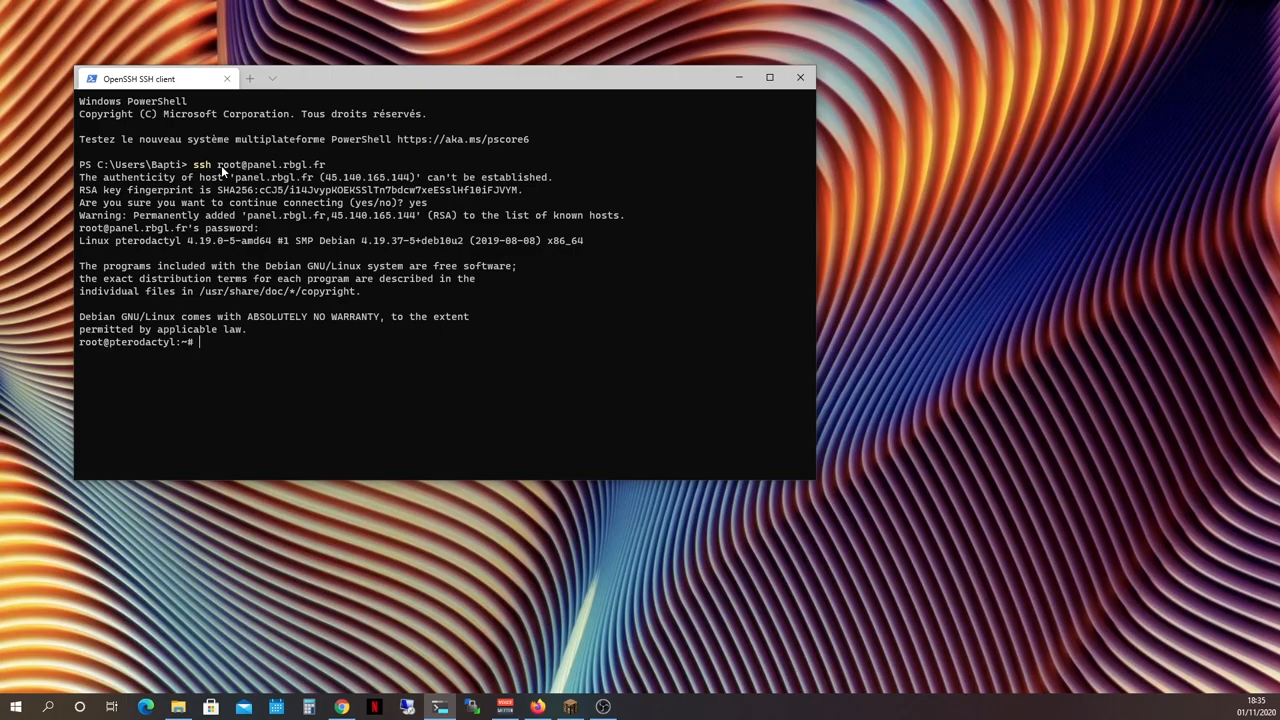 OpenSSH SSH client
Windows PowerShell
Copyright (C) Microsoft Corporation. Tous droits réservés.
Testez le nouveau système multiplateforme PowerShell https://aka.ms/pscore6
PS C:\Users\Bapti> ssh root@panel.rbgl.fr
The authenticity of host 'panel.rbgl.fr (45.140.165.144)' can't be established.
RSA key fingerprint is SHA256:cCJ5/i14JvypKOEKSSlTn7bdcw7xeESslHf10iFJVYM.
Are you sure you want to continue connecting (yes/no)? yes
Warning: Permanently added 'panel.rbgl.fr,45.140.165.144' (RSA) to the list of known hosts.
root@panel.rbgl.fr's password:
Linux pterodactyl 4.19.0-5-amd64 #1 SMP Debian 4.19.37-5+deb10u2 (2019-08-08) x86_64
The programs included with the Debian GNU/Linux system are free software;
the exact distribution terms for each program are described in the
individual files in /usr/share/doc/*/copyright.
Debian GNU/Linux comes with ABSOLUTELY NO WARRANTY, to the extent
permitted by applicable law.
root@pterodactyl:~#
18:35
01/11/2020